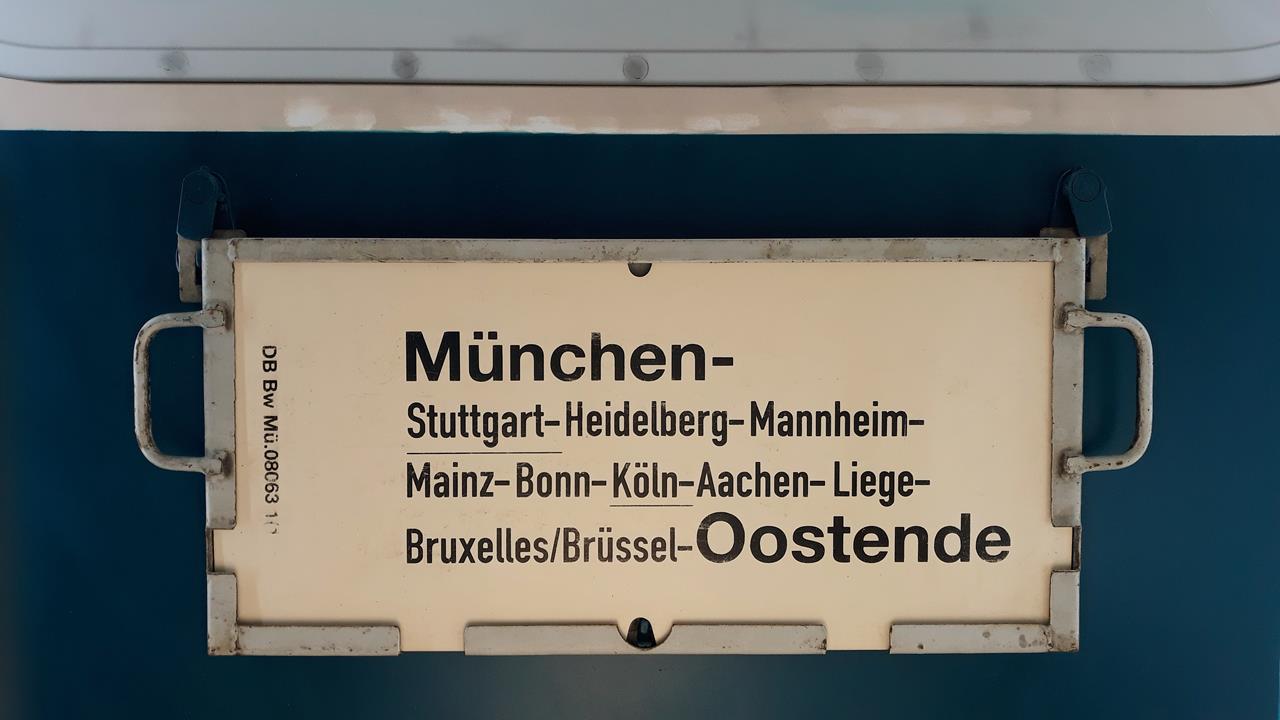 München-
Stuttgart-Heidelberg-Mannheim-
Mainz-Bonn-Köln-Aachen-Liege-
Bruxelles/Brüssel-Oostende
DB Bw Mü.08063